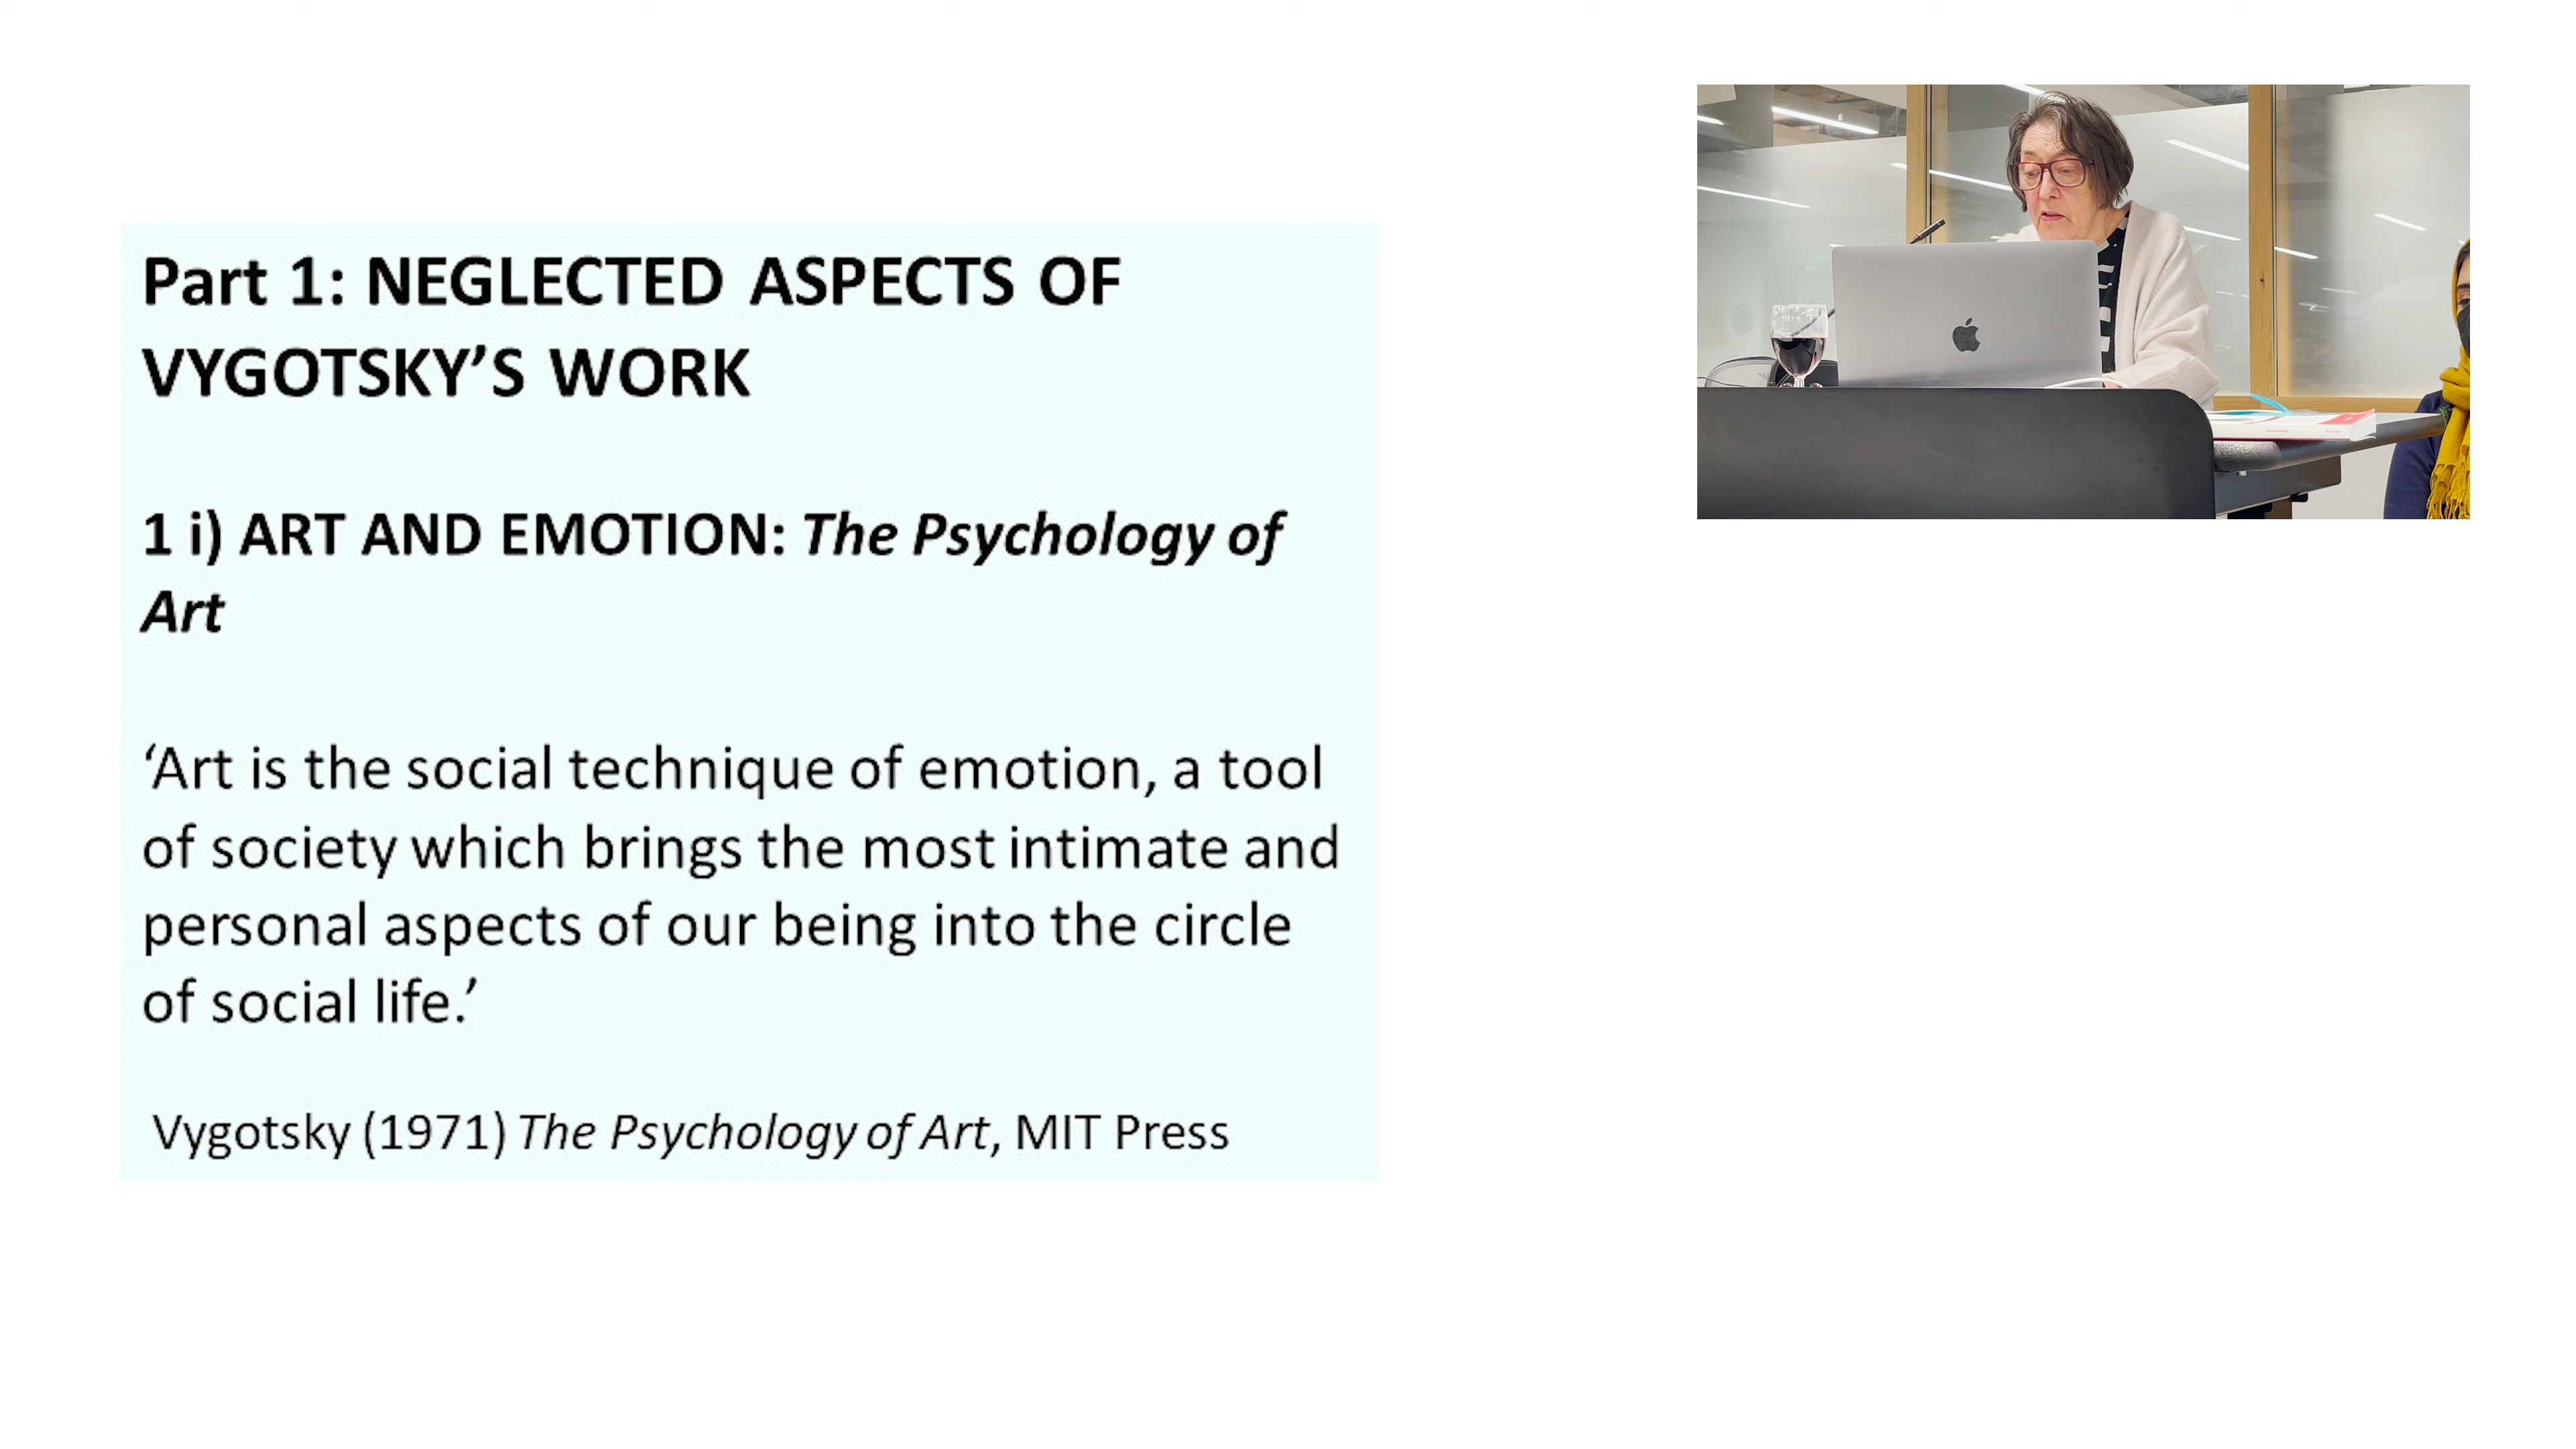 Part 1: NEGLECTED ASPECTS OF
VYGOTSKY’S WORK
1 i) ART AND EMOTION: The Psychology of
Art
‘Art is the social technique of emotion, a tool
of society which brings the most intimate and
personal aspects of our being into the circle
of social life.’
Vygotsky (1971) The Psychology of Art, MIT Press